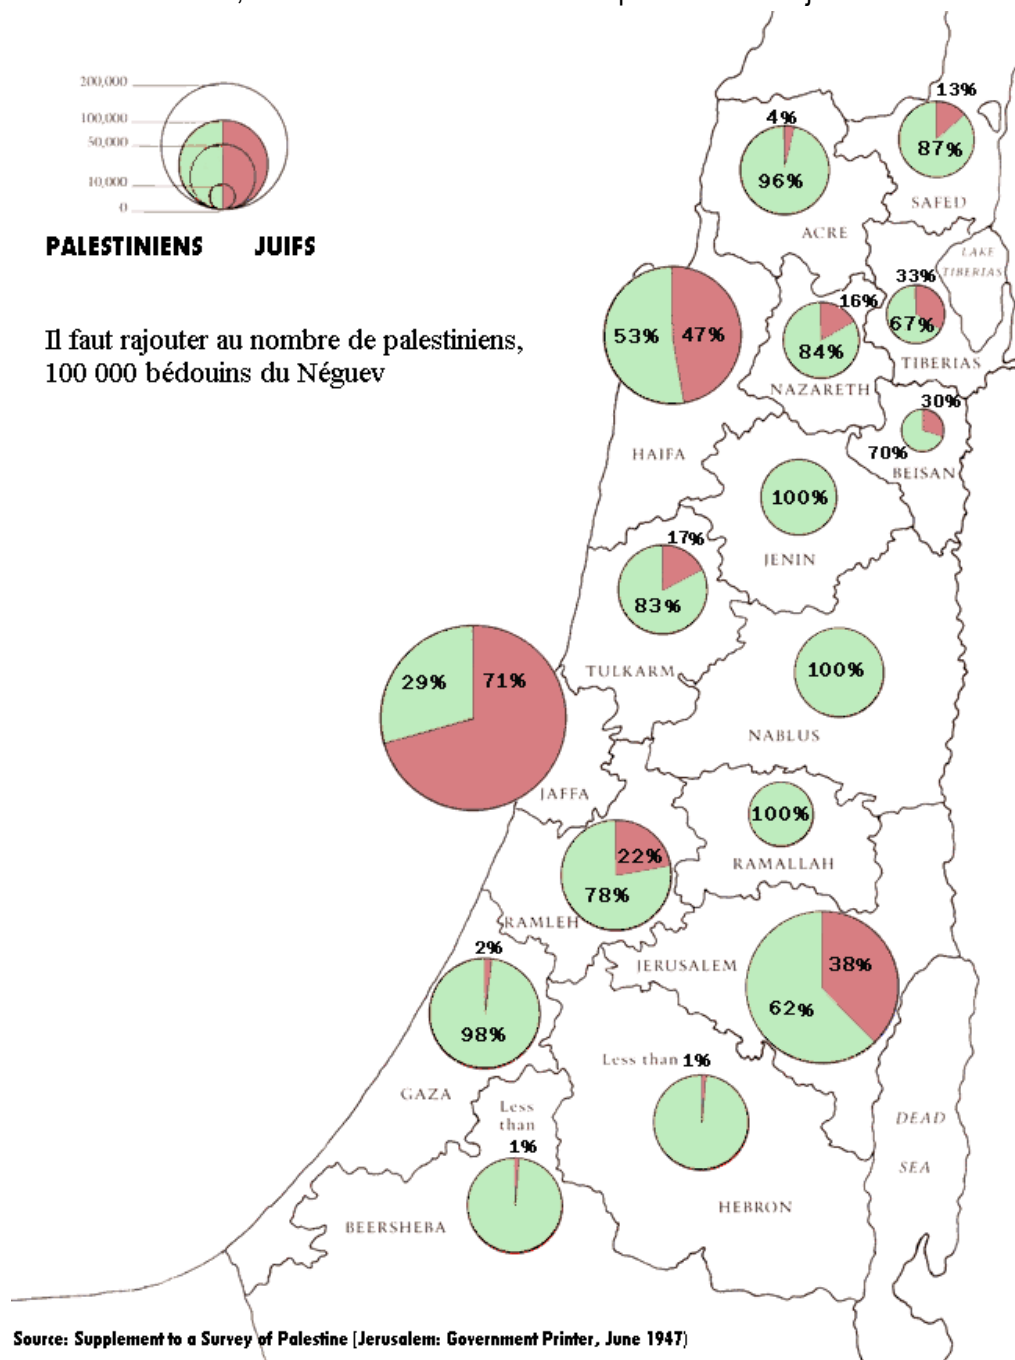 200,000
100,000
50,000
10,000
0
PALESTINIENS JUIFS
Il faut rajouter au nombre de palestiniens,
100 000 bédouins du Néguev
13%
87%
SAFED
4%
96%
ACRE
LAKE
TIBERIAS
33%
67%
TIBERIAS
16%
84%
NAZARETH
53% 47%
HAIFA
30%
70%
BEISAN
100%
JENIN
17%
83%
TULKARM
100%
NABLUS
29% 71%
JAFFA
100%
RAMALLAH
22%
78%
RAMLEH
JERUSALEM
38%
62%
2%
98%
GAZA
Less than 1%
HEBRON
Less
than
1%
BEERSHEBA
DEAD
SEA
Source: Supplement to a Survey of Palestine (Jerusalem: Government Printer, June 1947)